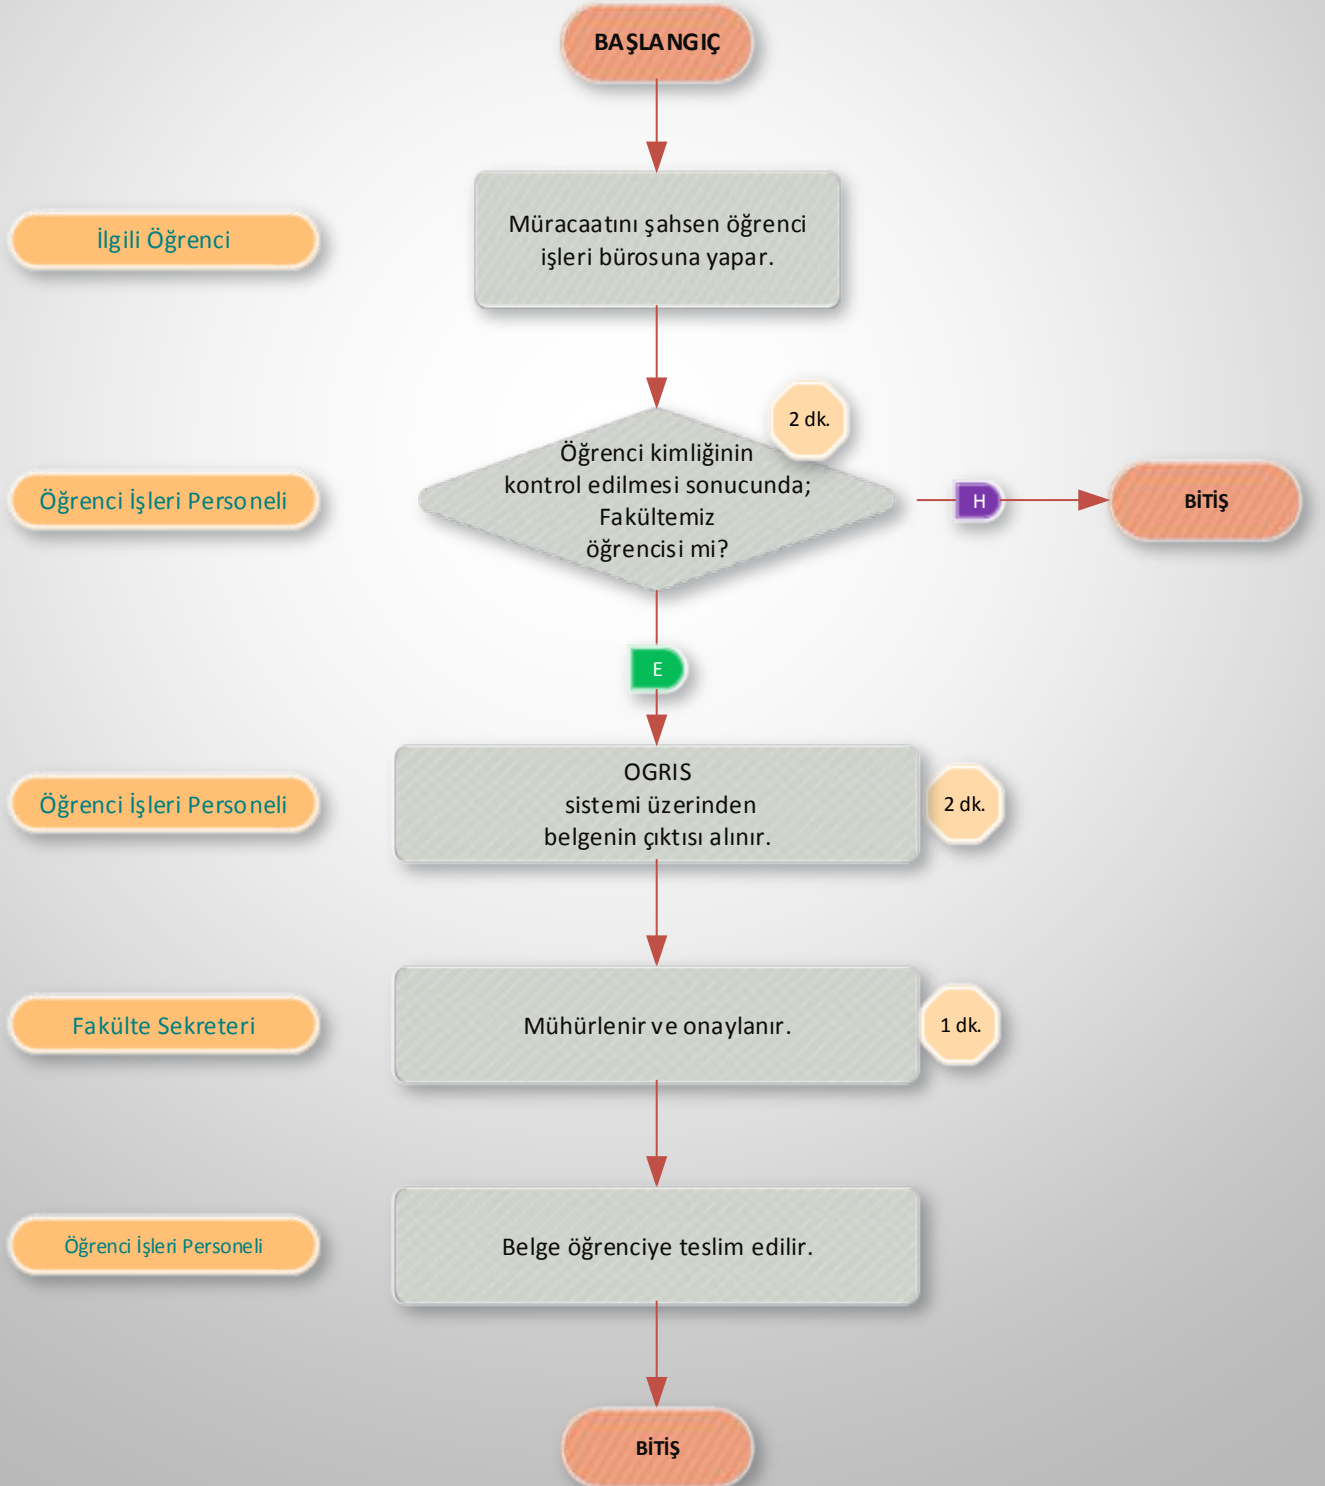 BAŞLANGIÇ
İlgili Öğrenci
Müracaatını şahsen öğrenci
işleri bürosuna yapar.
2 dk.
Öğrenci İşleri Personeli
Öğrenci kimliğinin
kontrol edilmesi sonucunda;
Fakültemiz
öğrencisi mi?
H
BİTİŞ
E
Öğrenci İşleri Personeli
OGRIS
sistemi üzerinden
belgenin çıktısı alınır.
2 dk.
Fakülte Sekreteri
Mühürlenir ve onaylanır.
1 dk.
Öğrenci İşleri Personeli
Belge öğrenciye teslim edilir.
BİTİŞ